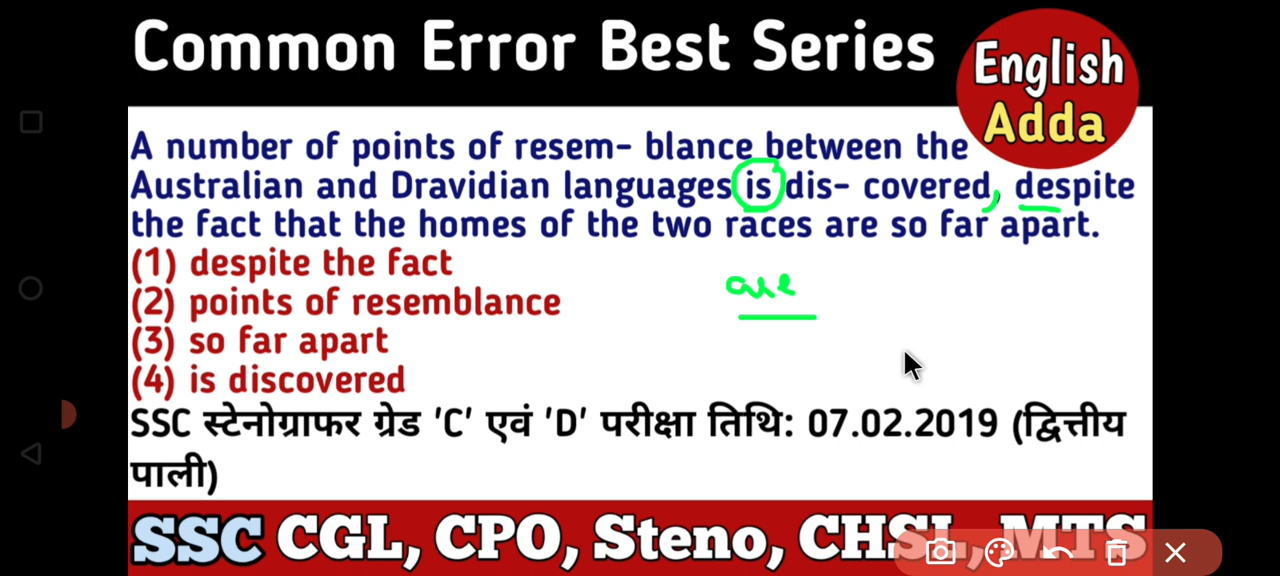 Common Error Best Series
English
Adda
A number of points of resem- blance between the
Australian and Dravidian languages is dis- covered, despite
the fact that the homes of the two races are so far apart.
(1) despite the fact
are
(2) points of resemblance
(3) so far apart
(4) is discovered
SSC स्टेनोग्राफर ग्रेड 'C' एवं 'D' परीक्षा तिथि: 07.02.2019 (द्वित्तीय
पाली)
SSC CGL, CPO, Steno, CHSL, MTS